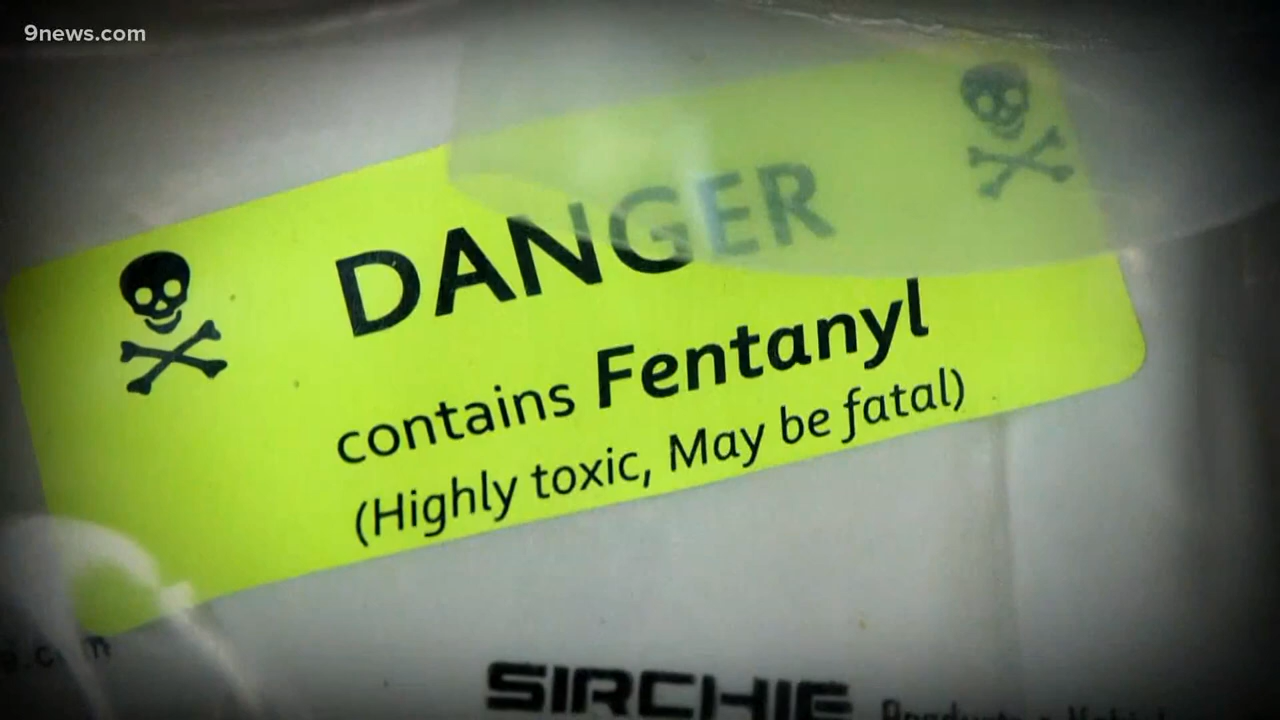 9news.com
DANGER
contains Fentanyl
(Highly toxic, May be fatal)
SIRCHIE